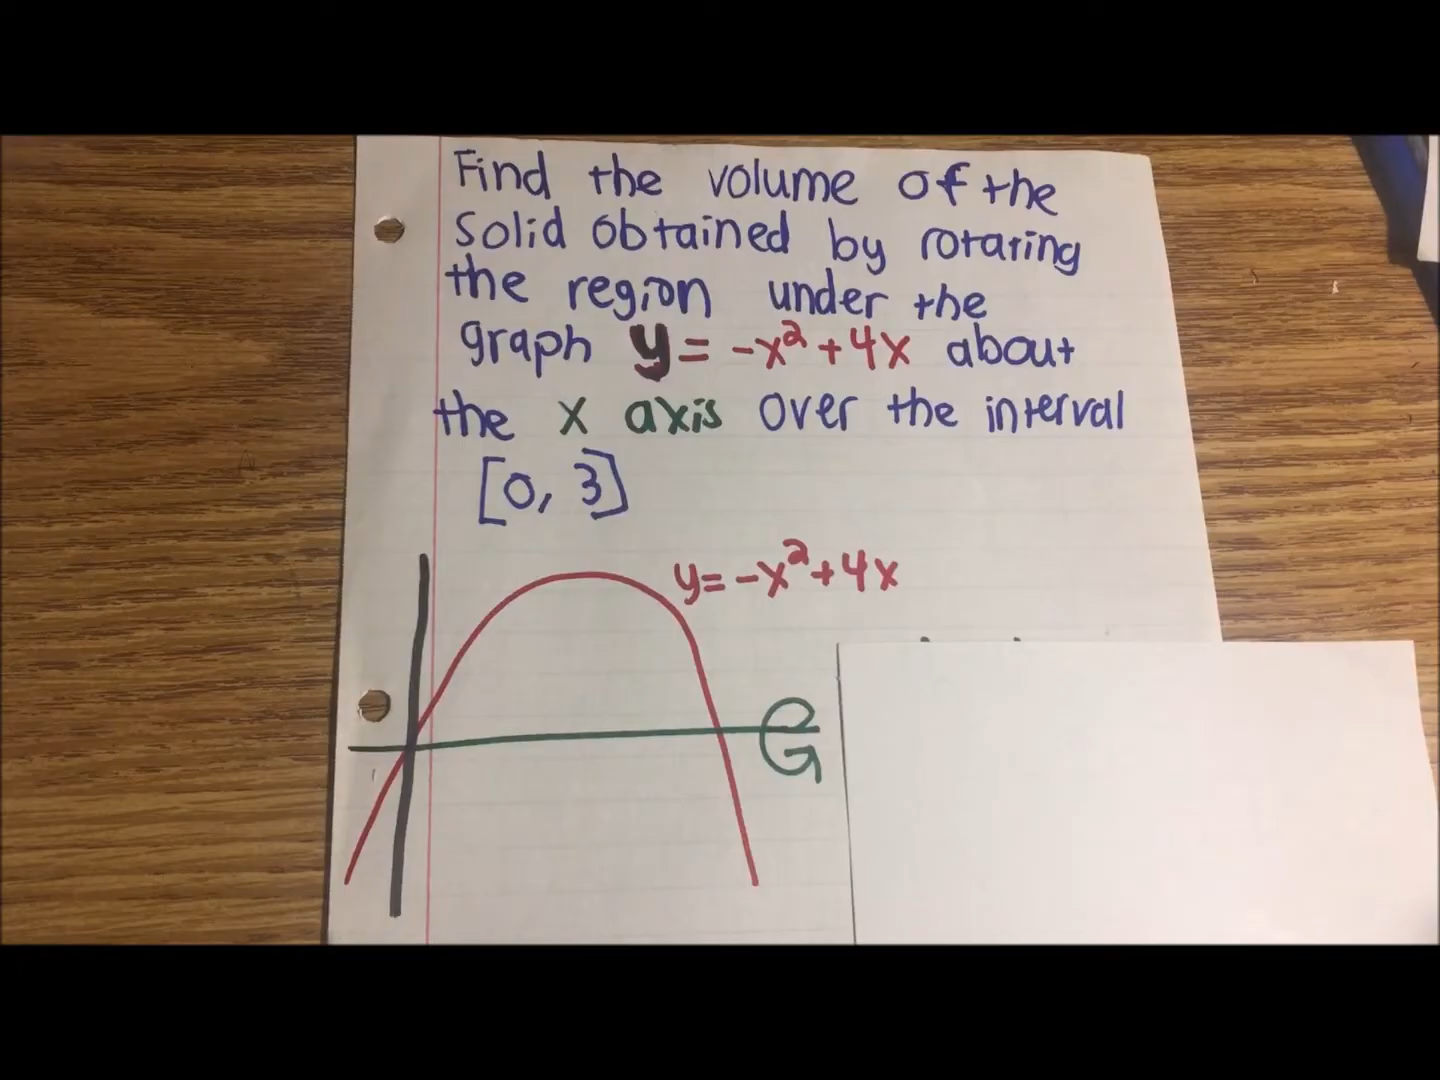 Find the volume of the
Solid obtained by rotating
the region under the
graph y = -x² + 4x about
the x axis over the interval
[0, 3]
y = -x² + 4x